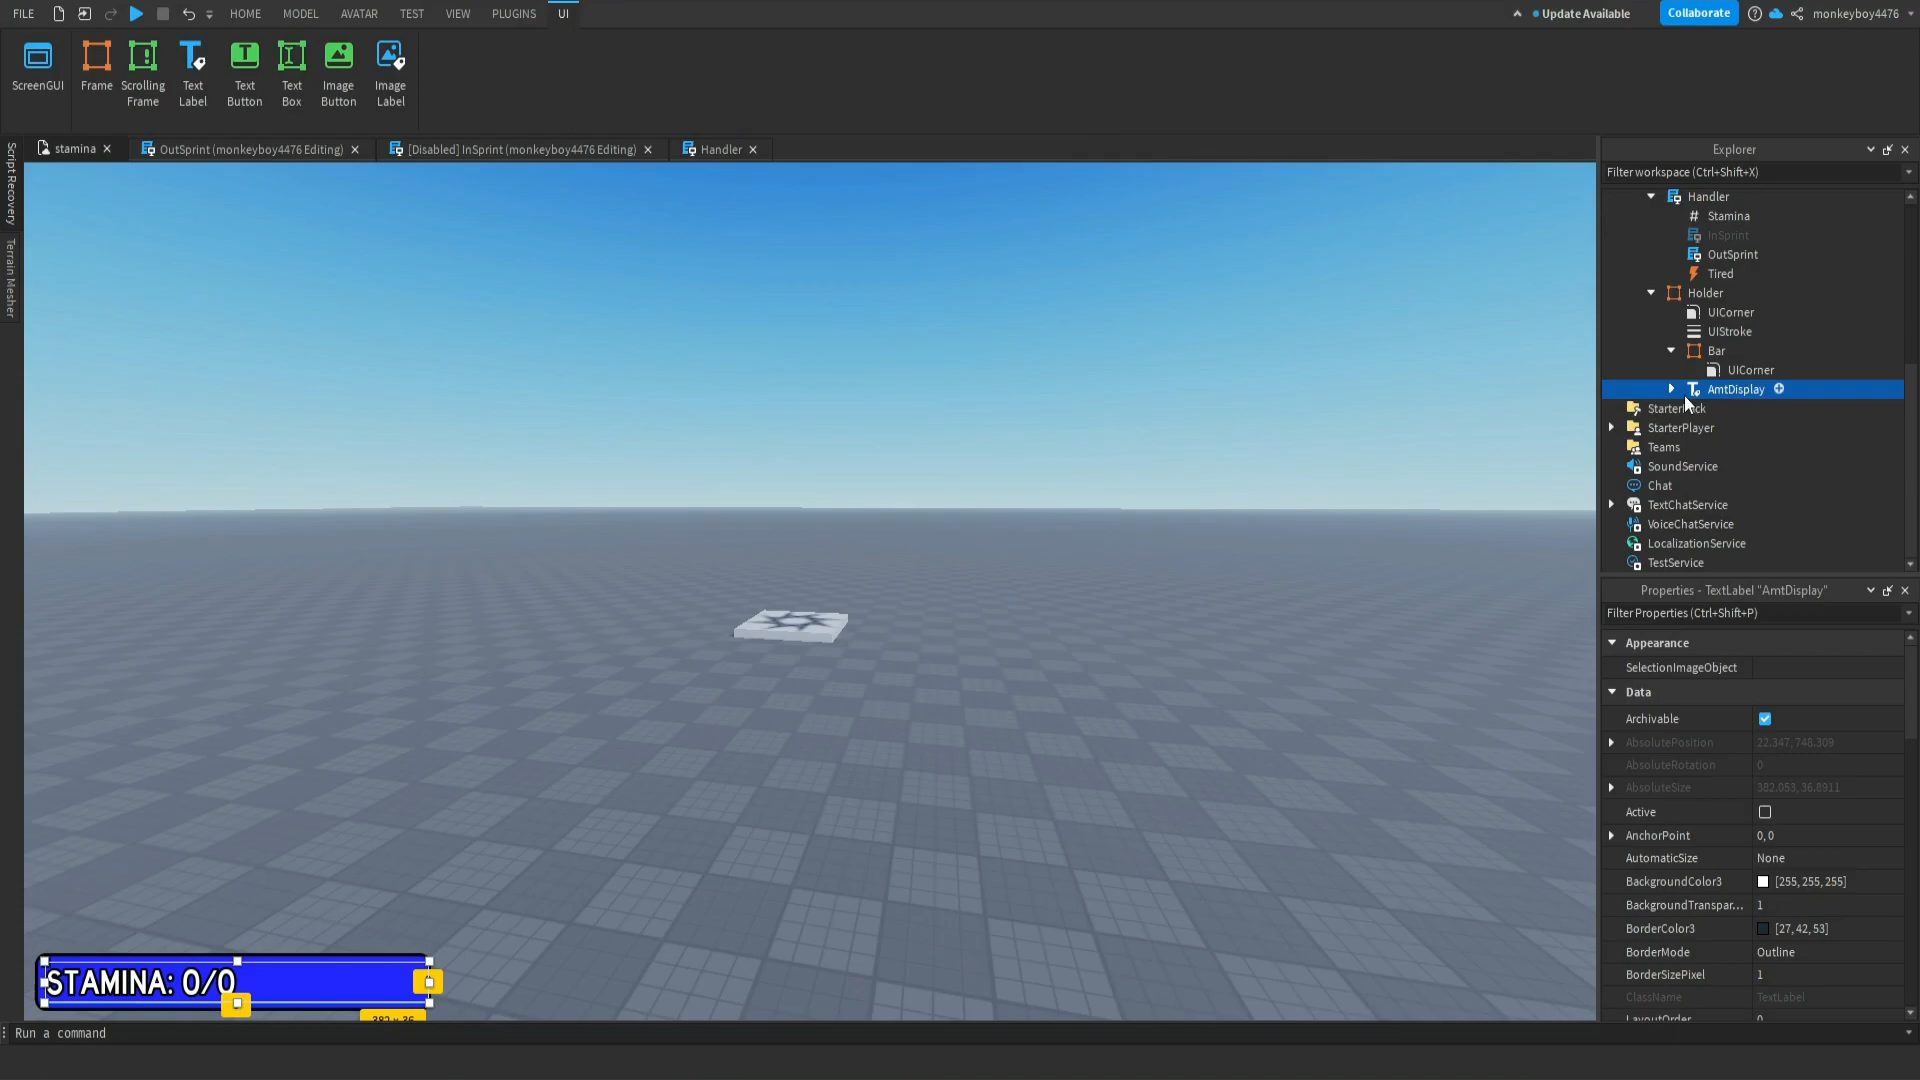 FILE HOME MODEL AVATAR TEST VIEW PLUGINS UI Update Available Collaborate monkeyboy4476
ScreenGUI Frame Scrolling Frame Text Label Text Button Text Box Image Button Image Label
stamina OutSprint (monkeyboy4476 Editing) [Disabled] InSprint (monkeyboy4476 Editing) Handler
Script Recovery
Terrain Mesher
Explorer
Filter workspace (Ctrl+Shift+X)
Handler
Stamina
InSprint
OutSprint
Tired
Holder
UICorner
UIStroke
Bar
UICorner
AmtDisplay
StarterPlayer
Teams
SoundService
Chat
TextChatService
VoiceChatService
LocalizationService
TestService
Properties - TextLabel "AmtDisplay"
Filter Properties (Ctrl+Shift+P)
Appearance
SelectionImageObject
Data
Archivable
AbsolutePosition 22.347, 748.309
AbsoluteRotation 0
AbsoluteSize 382.053, 36.8911
Active
AnchorPoint 0, 0
AutomaticSize None
BackgroundColor3 [255, 255, 255]
BackgroundTranspar... 1
BorderColor3 [27, 42, 53]
BorderMode Outline
BorderSizePixel 1
ClassName TextLabel
LayoutOrder 0
STAMINA: 0/0
382 x 36
Run a command